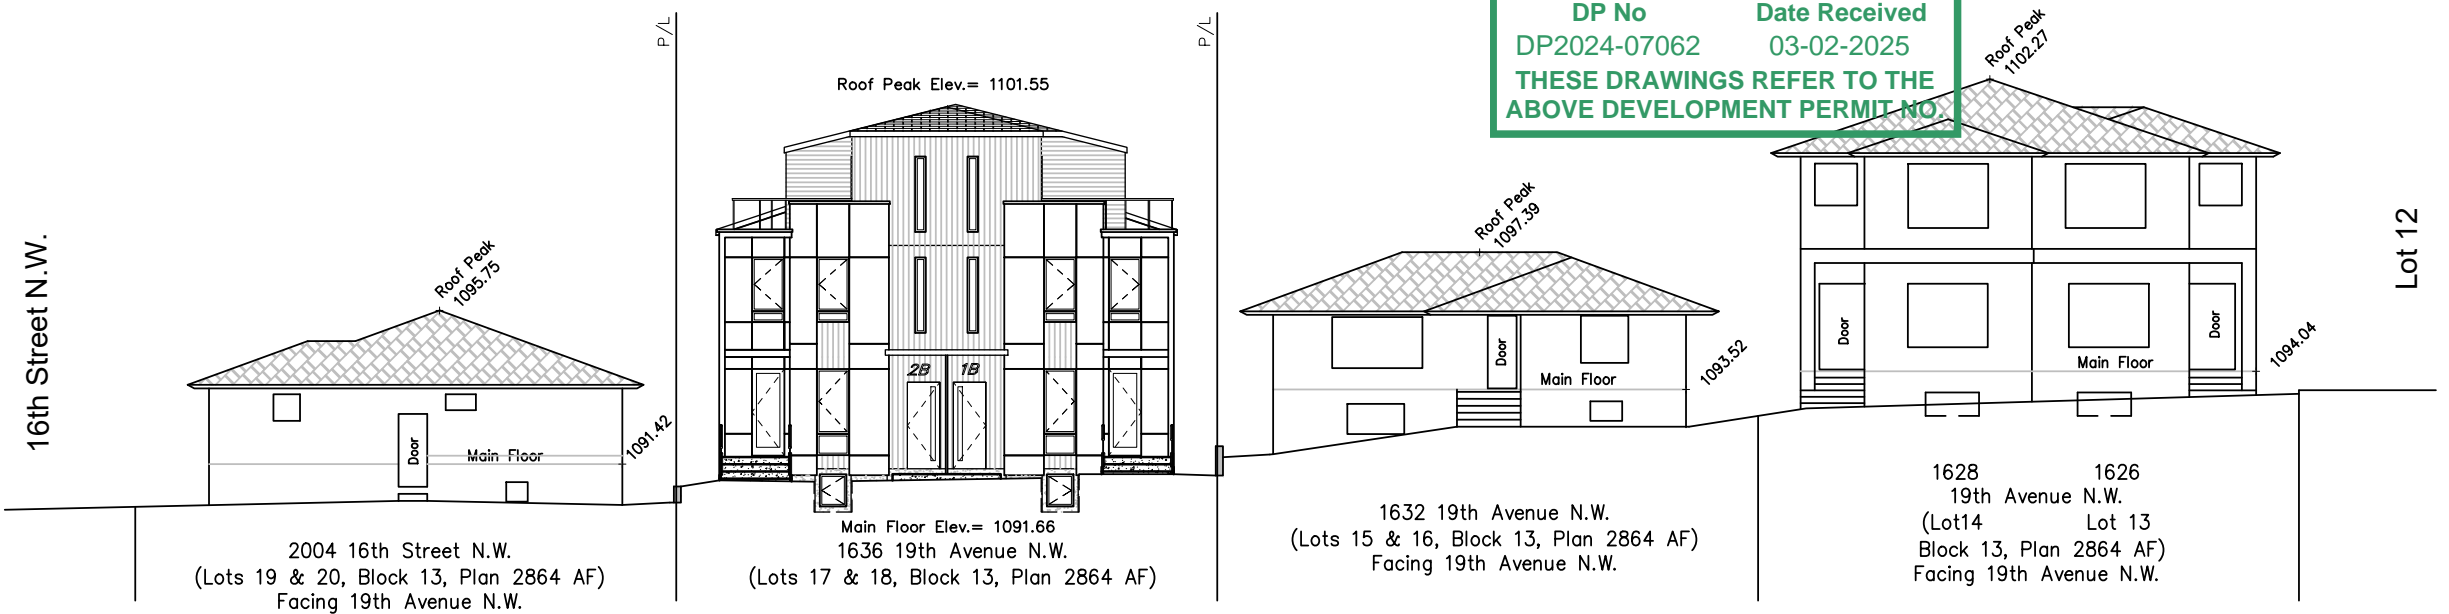 16th Street N.W.
Roof Peak
1095.75
Door
Main Floor
1091.42
2004 16th Street N.W.
(Lots 19 & 20, Block 13, Plan 2864 AF)
Facing 19th Avenue N.W.
P/L
Roof Peak Elev.= 1101.55
2B 1B
Main Floor Elev.= 1091.66
1636 19th Avenue N.W.
(Lots 17 & 18, Block 13, Plan 2864 AF)
P/L
Roof Peak
1097.39
Door
Main Floor
1093.52
1632 19th Avenue N.W.
(Lots 15 & 16, Block 13, Plan 2864 AF)
Facing 19th Avenue N.W.
DP No Date Received
DP2024-07062 03-02-2025
THESE DRAWINGS REFER TO THE
ABOVE DEVELOPMENT PERMIT NO.
Roof Peak
1102.27
Door
Main Floor
Door
1094.04
1628 1626
19th Avenue N.W.
(Lot14 Lot 13
Block 13, Plan 2864 AF)
Facing 19th Avenue N.W.
Lot 12